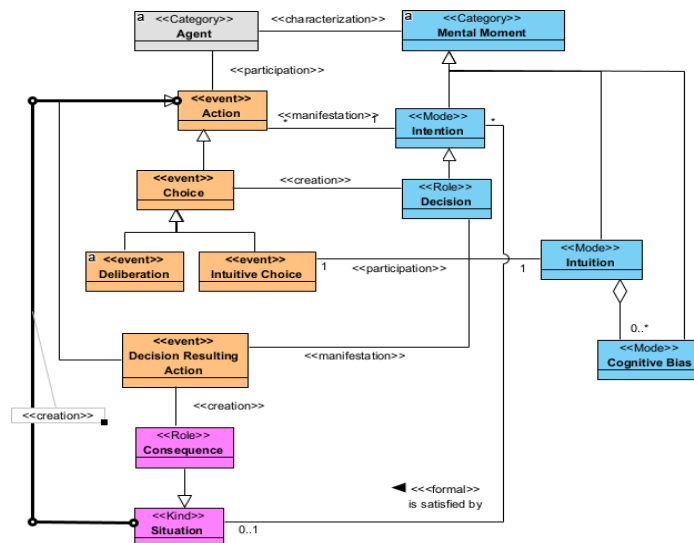 a
<<Category>>
Agent
<<characterization>>
a
<<Category>>
Mental Moment
<<participation>>
<<event>>
Action
*
<<manifestation>>
1
<<Mode>>
Intention
*
<<event>>
Choice
<<creation>>
<<Role>>
Decision
a
<<event>>
Deliberation
<<event>>
Intuitive Choice
1
<<participation>>
1
<<Mode>>
Intuition
0..*
<<Mode>>
Cognitive Bias
<<event>>
Decision Resulting
Action
<<manifestation>>
<<creation>>
<<creation>>
<<Role>>
Consequence
<<<formal>>
is satisfied by
<<Kind>>
Situation
0..1